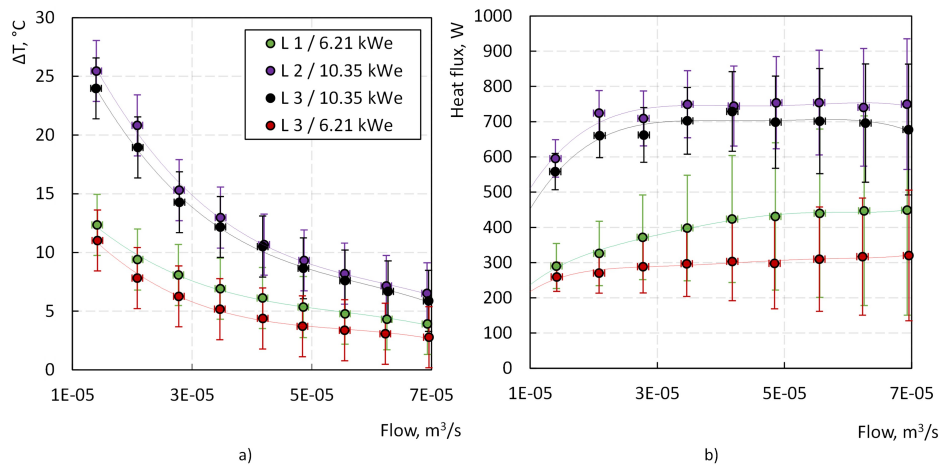 ΔT, °C
30
25
20
15
10
5
0
L 1 / 6.21 kWe
L 2 / 10.35 kWe
L 3 / 10.35 kWe
L 3 / 6.21 kWe
1E-05 3E-05 5E-05 7E-05
Flow, m³/s
a)
Heat flux, W
1000
900
800
700
600
500
400
300
200
100
0
1E-05 3E-05 5E-05 7E-05
Flow, m³/s
b)